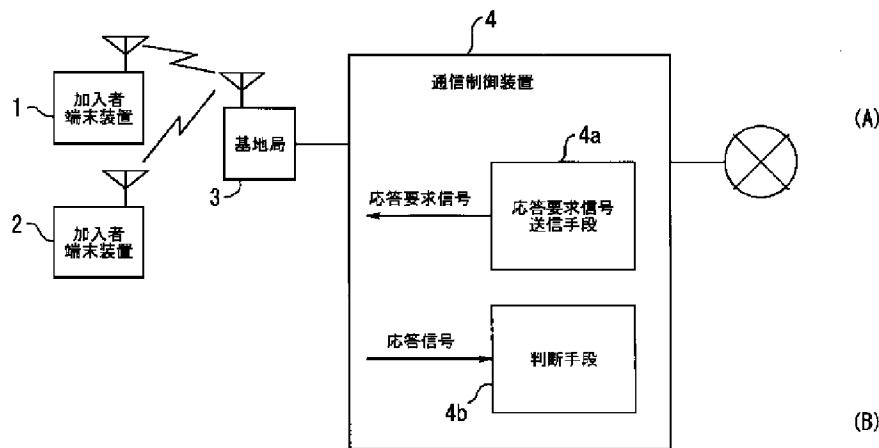 4
通信制御装置
1
加入者
端末装置
基地局
3
2
加入者
端末装置
4a
応答要求信号
応答要求信号
送信手段
応答信号
判断手段
4b
(A)
(B)